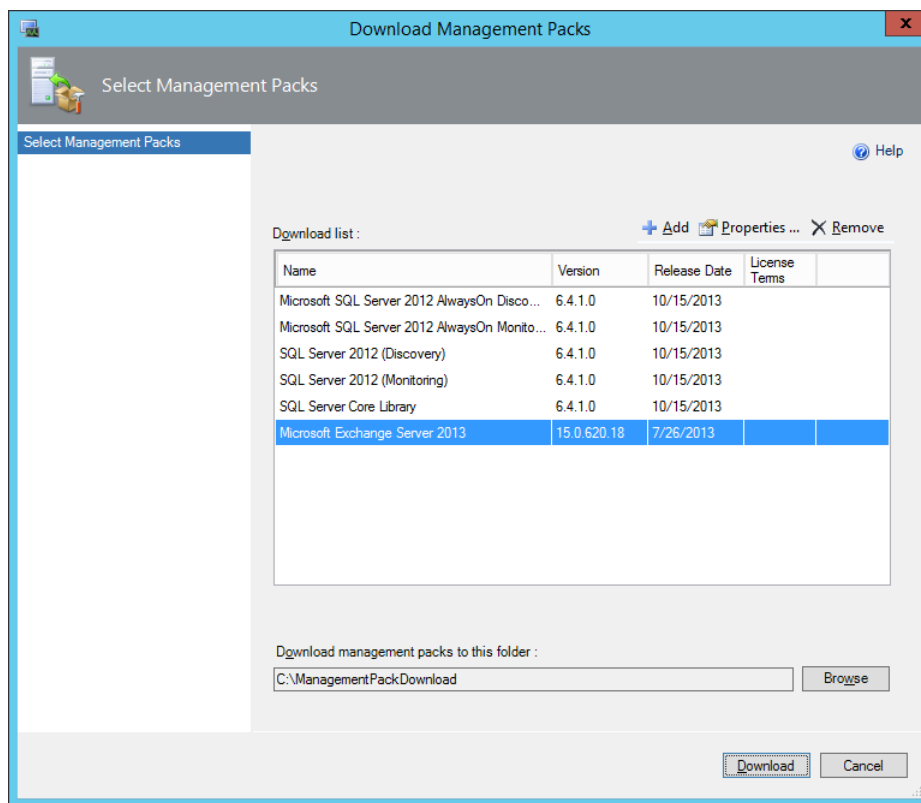 Download Management Packs
x
Select Management Packs
Select Management Packs
Help
Download list :
Add Properties ... Remove
Name Version Release Date License Terms
Microsoft SQL Server 2012 AlwaysOn Disco... 6.4.1.0 10/15/2013
Microsoft SQL Server 2012 AlwaysOn Monito... 6.4.1.0 10/15/2013
SQL Server 2012 (Discovery) 6.4.1.0 10/15/2013
SQL Server 2012 (Monitoring) 6.4.1.0 10/15/2013
SQL Server Core Library 6.4.1.0 10/15/2013
Microsoft Exchange Server 2013 15.0.620.18 7/26/2013
Download management packs to this folder :
C:\ManagementPackDownload Browse
Download Cancel